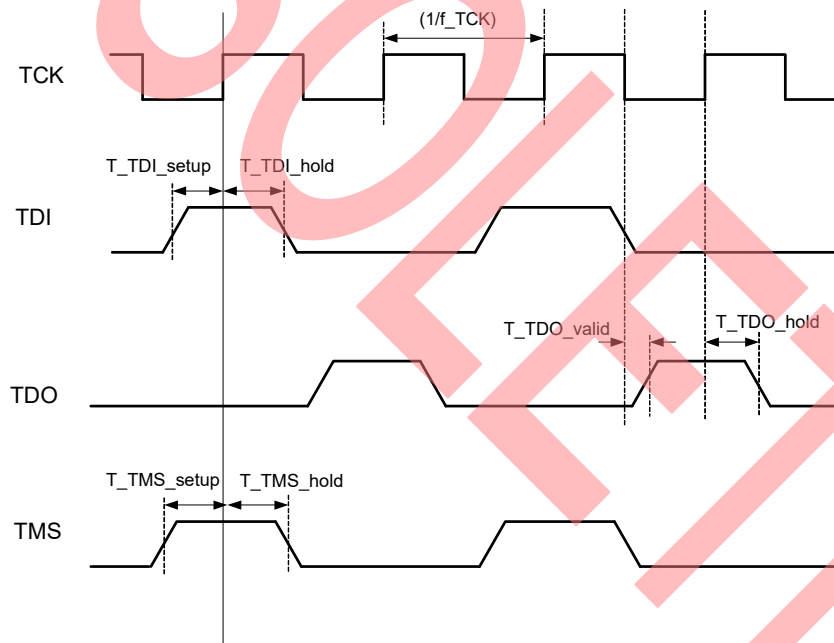 (1/f_TCK)
TCK
T_TDI_setup T_TDI_hold
TDI
T_TDO_valid T_TDO_hold
TDO
T_TMS_setup T_TMS_hold
TMS